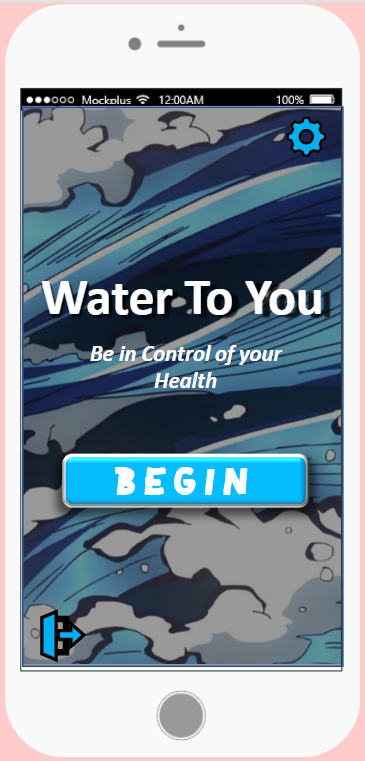 Mockplus 12:00AM 100%
Water To You
Be in Control of your
Health
BEGIN